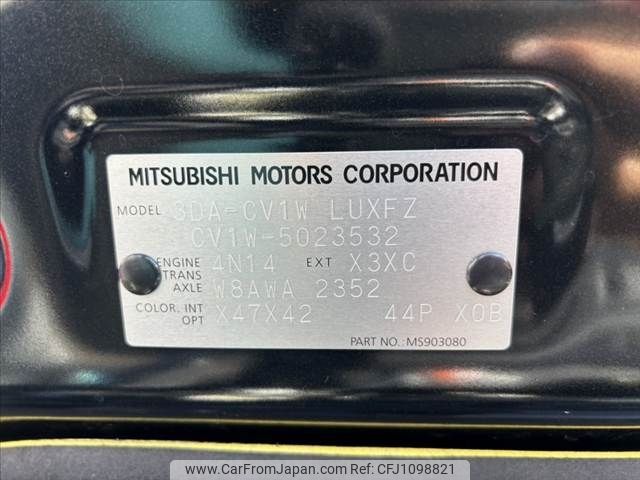 MITSUBISHI MOTORS CORPORATION
MODEL 3DA-CV1W LUXFZ
CV1W-5023532
ENGINE 4N14 EXT X3XC
TRANS AXLE W8AWA 2352
COLOR, INT OPT X47X42 44P X0B
PART NO.: MS903080
www.CarFromJapan.com REF NO. CFJ1098821